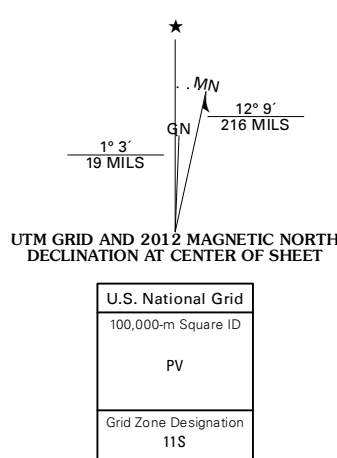 ★
MN
GN
12° 9´
216 MILS
1° 3´
19 MILS
UTM GRID AND 2012 MAGNETIC NORTH
DECLINATION AT CENTER OF SHEET
U.S. National Grid
100,000-m Square ID
PV
Grid Zone Designation
11S